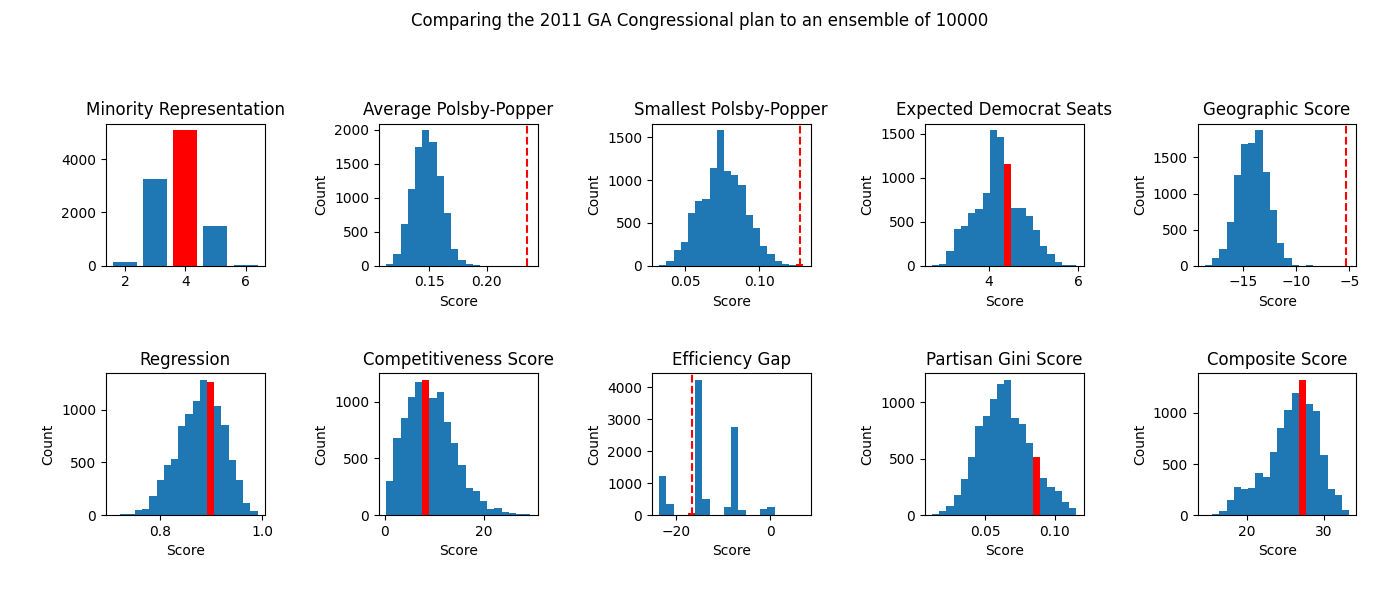 Comparing the 2011 GA Congressional plan to an ensemble of 10000
Minority Representation
4000
2000
0
2 4 6
Average Polsby-Popper
Count
2000
1500
1000
500
0
0.15 0.20
Score
Smallest Polsby-Popper
Count
1500
1000
500
0
0.05 0.10
Score
Expected Democrat Seats
Count
1500
1000
500
0
4 6
Score
Geographic Score
Count
1500
1000
500
0
−15 −10 −5
Score
Regression
Count
1000
500
0
0.8 1.0
Score
Competitiveness Score
Count
1000
500
0
0 20
Score
Efficiency Gap
Count
4000
3000
2000
1000
0
−20 0
Score
Partisan Gini Score
Count
1000
500
0
0.05 0.10
Score
Composite Score
Count
1000
500
0
20 30
Score